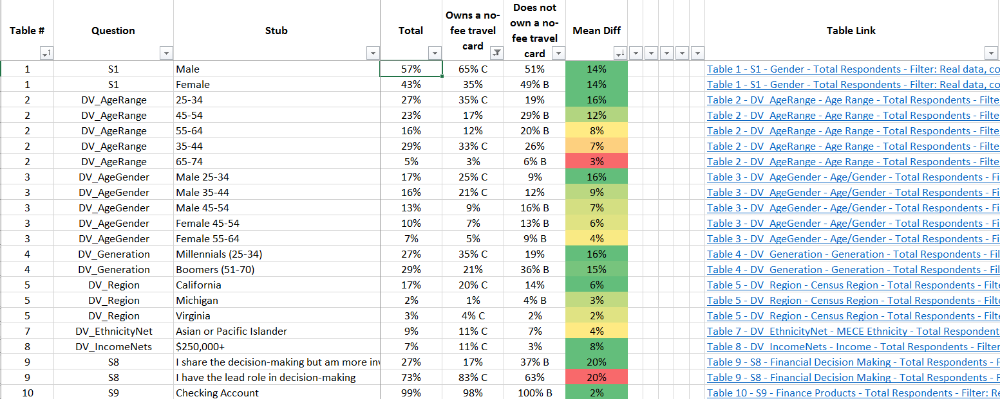 Table # Question Stub Total Owns a no-fee travel card Does not own a no-fee travel card Mean Diff Table Link
1 S1 Male 57% 65% C 51% 14% Table 1 - S1 - Gender - Total Respondents - Filter: Real data, co
1 S1 Female 43% 35% 49% B 14% Table 1 - S1 - Gender - Total Respondents - Filter: Real data, co
2 DV_AgeRange 25-34 27% 35% C 19% 16% Table 2 - DV_AgeRange - Age Range - Total Respondents - Filte
2 DV_AgeRange 45-54 23% 17% 29% B 12% Table 2 - DV_AgeRange - Age Range - Total Respondents - Filte
2 DV_AgeRange 55-64 16% 12% 20% B 8% Table 2 - DV_AgeRange - Age Range - Total Respondents - Filte
2 DV_AgeRange 35-44 29% 33% C 26% 7% Table 2 - DV_AgeRange - Age Range - Total Respondents - Filte
2 DV_AgeRange 65-74 5% 3% 6% B 3% Table 2 - DV_AgeRange - Age Range - Total Respondents - Filte
3 DV_AgeGender Male 25-34 17% 25% C 9% 16% Table 3 - DV_AgeGender - Age/Gender - Total Respondents - Fi
3 DV_AgeGender Male 35-44 16% 21% C 12% 9% Table 3 - DV_AgeGender - Age/Gender - Total Respondents - Fi
3 DV_AgeGender Male 45-54 13% 9% 16% B 7% Table 3 - DV_AgeGender - Age/Gender - Total Respondents - Fi
3 DV_AgeGender Female 45-54 10% 7% 13% B 6% Table 3 - DV_AgeGender - Age/Gender - Total Respondents - Fi
3 DV_AgeGender Female 55-64 7% 5% 9% B 4% Table 3 - DV_AgeGender - Age/Gender - Total Respondents - Fi
4 DV_Generation Millennials (25-34) 27% 35% C 19% 16% Table 4 - DV_Generation - Generation - Total Respondents - Fil
4 DV_Generation Boomers (51-70) 29% 21% 36% B 15% Table 4 - DV_Generation - Generation - Total Respondents - Fil
5 DV_Region California 17% 20% C 14% 6% Table 5 - DV_Region - Census Region - Total Respondents - Filte
5 DV_Region Michigan 2% 1% 4% B 3% Table 5 - DV_Region - Census Region - Total Respondents - Filte
5 DV_Region Virginia 3% 4% C 2% 2% Table 5 - DV_Region - Census Region - Total Respondents - Filte
7 DV_EthnicityNet Asian or Pacific Islander 9% 11% C 7% 4% Table 7 - DV_EthnicityNet - MECE Ethnicity - Total Respondent
8 DV_IncomeNets $250,000+ 7% 11% C 3% 8% Table 8 - DV_IncomeNets - Income - Total Respondents - Filter
9 S8 I share the decision-making but am more inv 27% 17% 37% B 20% Table 9 - S8 - Financial Decision Making - Total Respondents - F
9 S8 I have the lead role in decision-making 73% 83% C 63% 20% Table 9 - S8 - Financial Decision Making - Total Respondents - F
10 S9 Checking Account 99% 98% 100% B 2% Table 10 - S9 - Finance Products - Total Respondents - Filter: Re